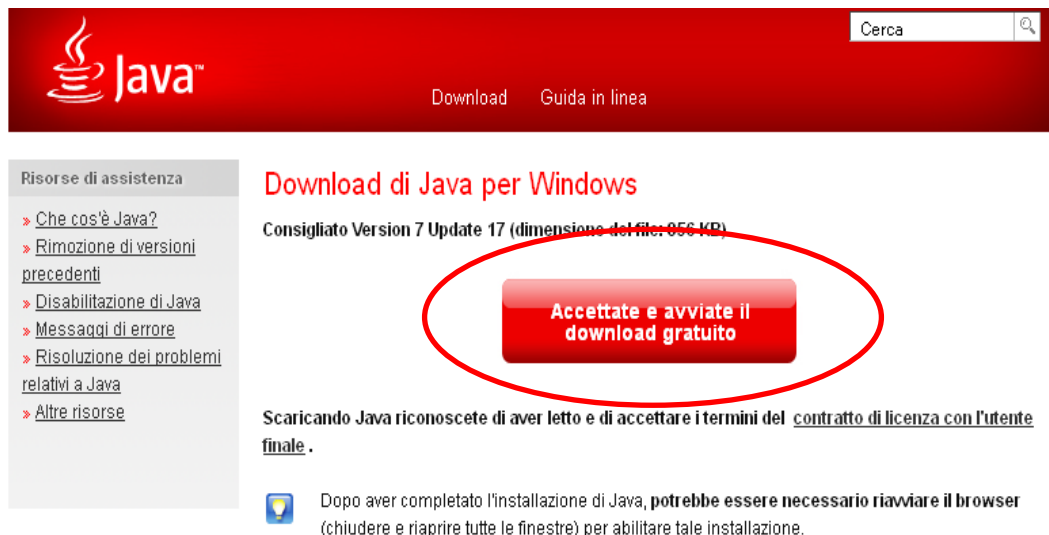 Cerca
Java™
Download Guida in linea
Risorse di assistenza
» Che cos'è Java?
» Rimozione di versioni
precedenti
» Disabilitazione di Java
» Messaggi di errore
» Risoluzione dei problemi
relativi a Java
» Altre risorse
Download di Java per Windows
Consigliato Version 7 Update 17 (dimensione del file: 856 KB)
Accettate e avviate il
download gratuito
Scaricando Java riconoscete di aver letto e di accettare i termini del contratto di licenza con l'utente
finale .
Dopo aver completato l'installazione di Java, potrebbe essere necessario riavviare il browser
(chiudere e riaprire tutte le finestre) per abilitare tale installazione.